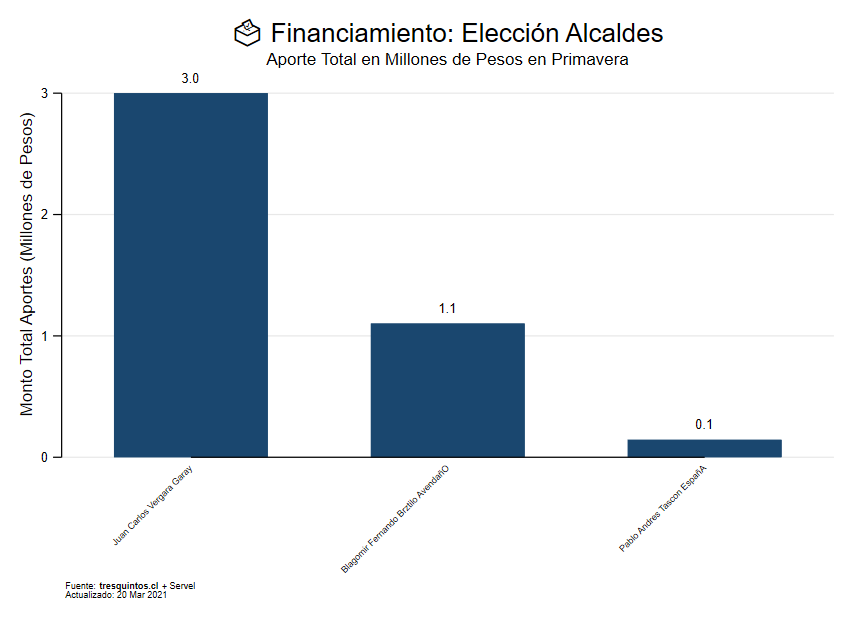 Financiamiento: Elección Alcaldes
Aporte Total en Millones de Pesos en Primavera
Monto Total Aportes (Millones de Pesos)
3
2
1
0
3.0
1.1
0.1
Juan Carlos Vergara Garay
Blagomir Fernando Brztilo AvendañO
Pablo Andres Tascon EspañA
Fuente: tresquintos.cl + Servel
Actualizado: 20 Mar 2021